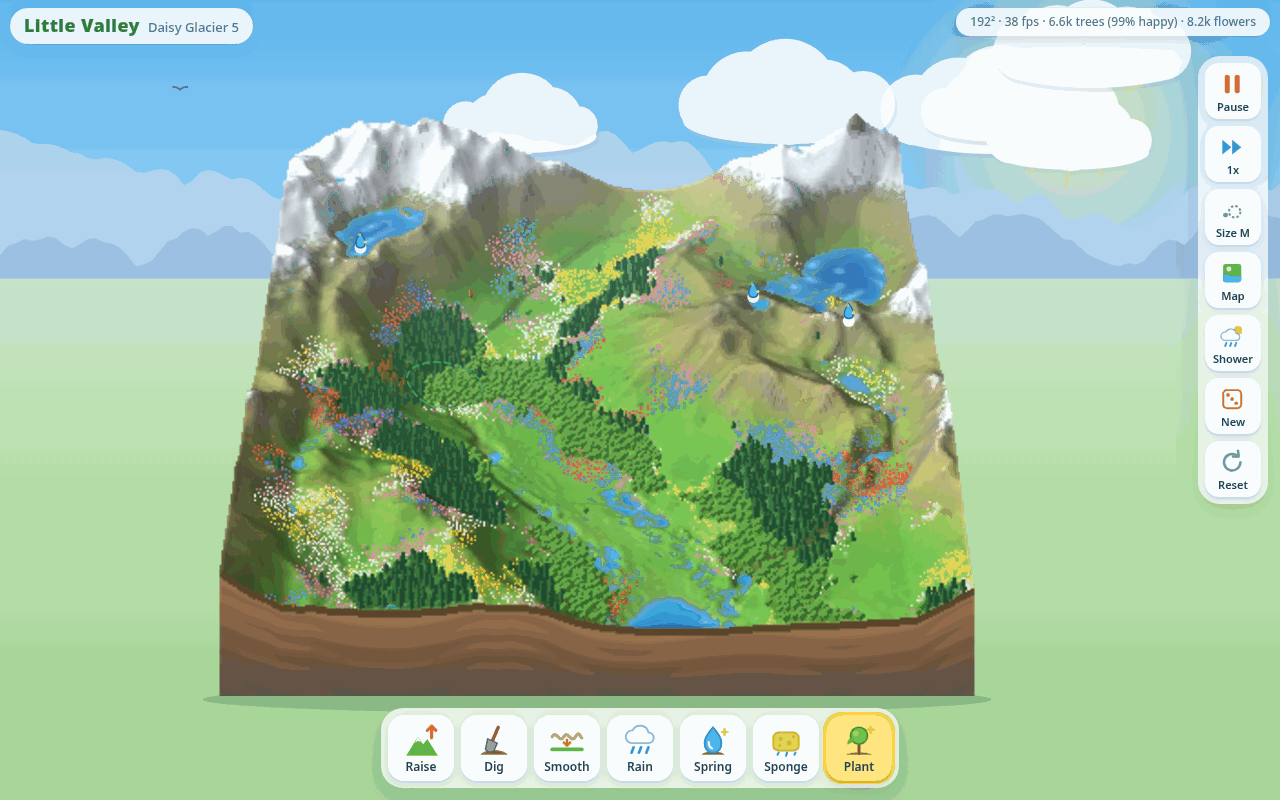 Little Valley Daisy Glacier 5
192² · 38 fps · 6.6k trees (99% happy) · 8.2k flowers
Pause
1x
Size M
Map
Shower
New
Reset
Raise
Dig
Smooth
Rain
Spring
Sponge
Plant